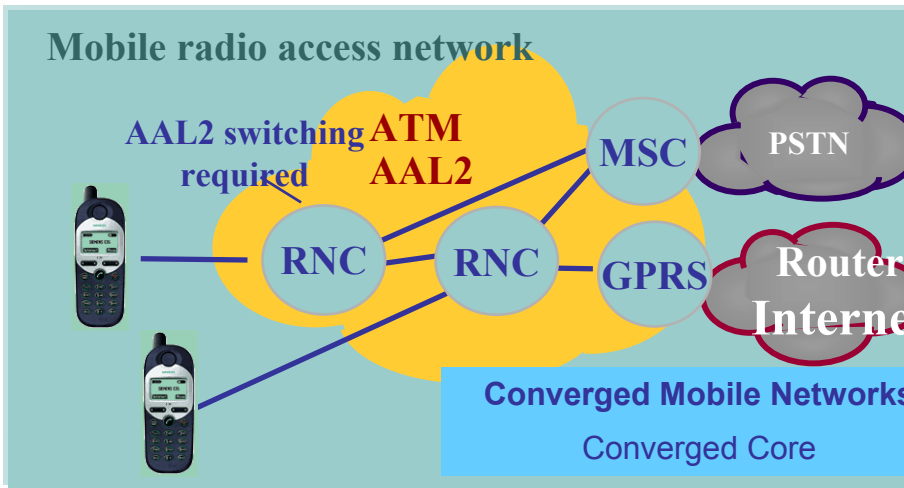 Mobile radio access network
AAL2 switching
required
ATM
AAL2
MSC
PSTN
RNC
RNC
GPRS
Router
Interne
Converged Mobile Networks
Converged Core